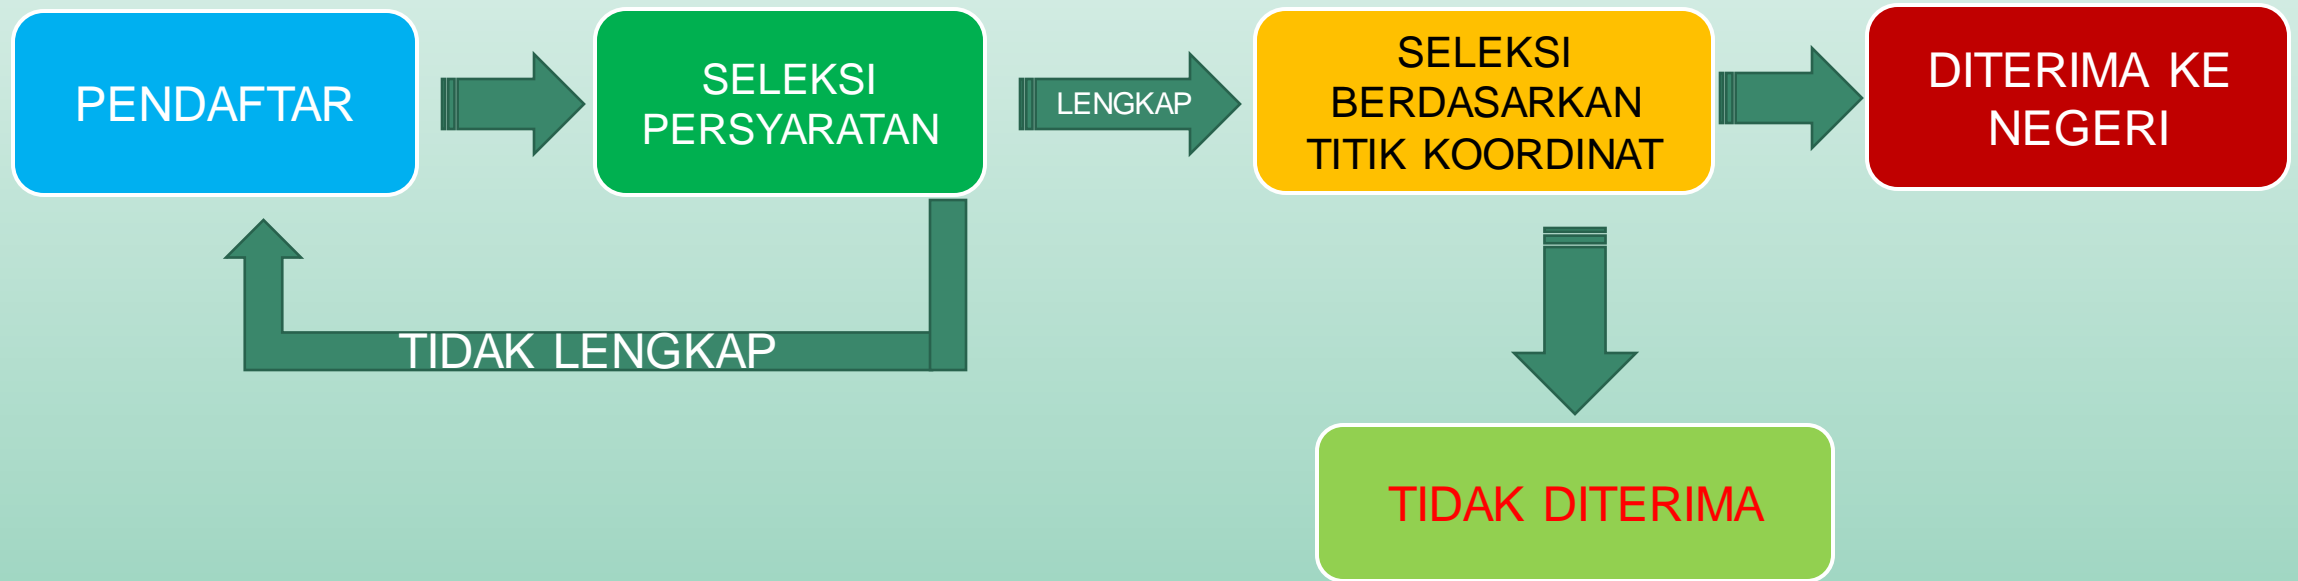 PENDAFTAR
SELEKSI
PERSYARATAN
LENGKAP
SELEKSI
BERDASARKAN
TITIK KOORDINAT
DITERIMA KE
NEGERI
TIDAK LENGKAP
TIDAK DITERIMA